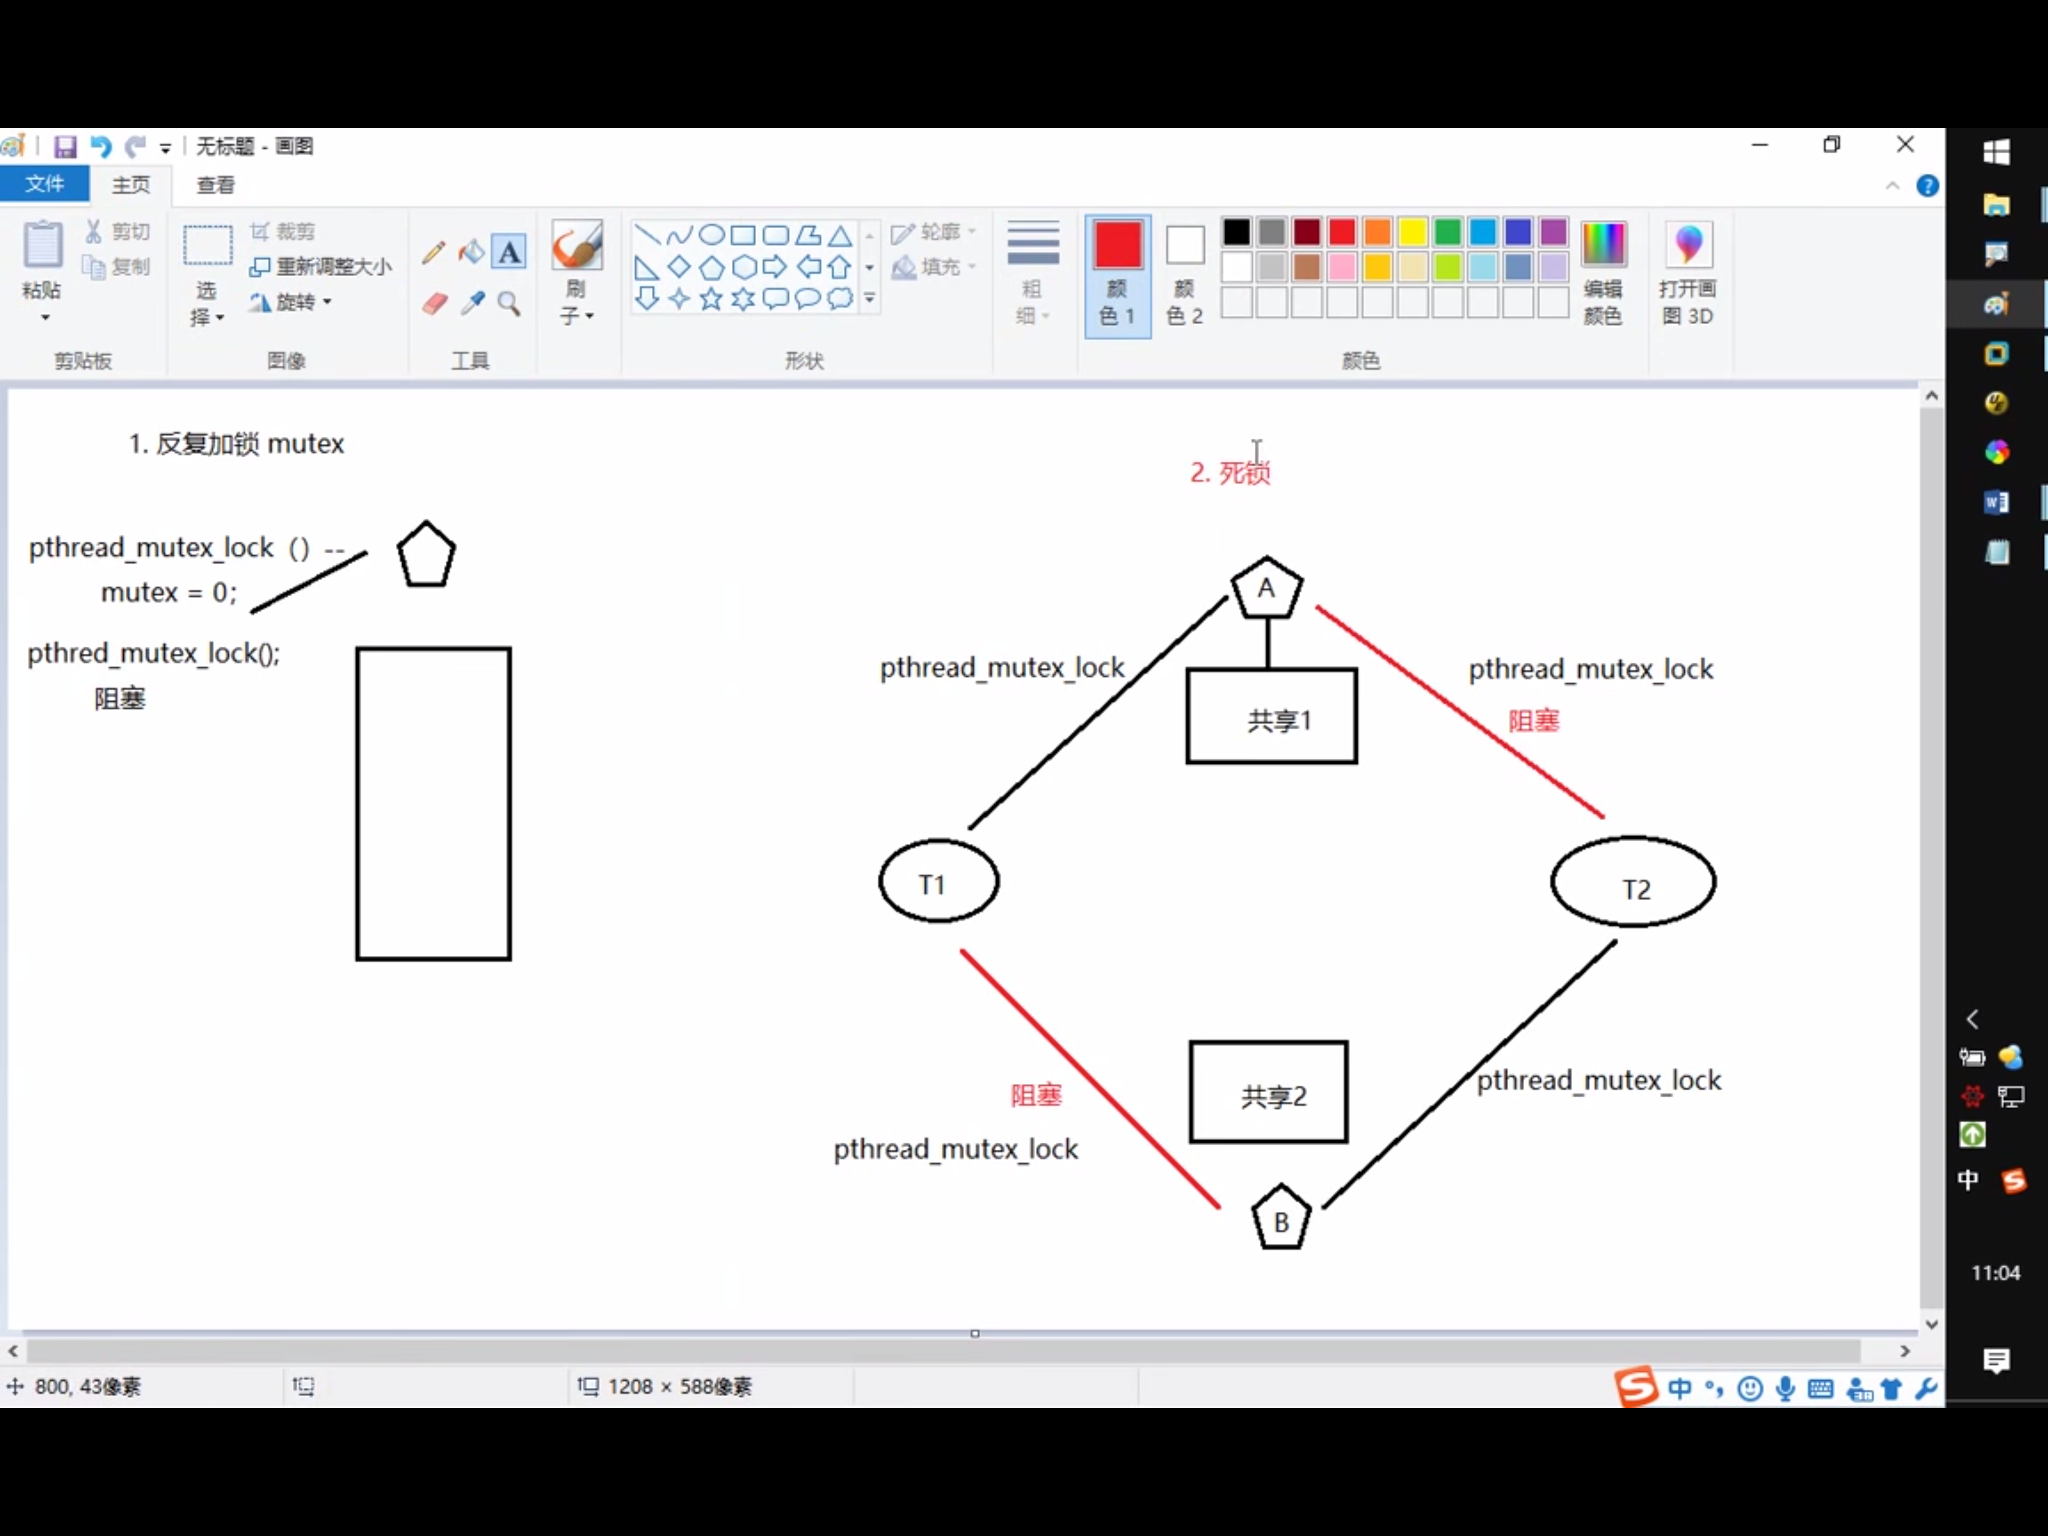 无标题 - 画图
文件 主页 查看
粘贴
剪切
复制
剪贴板
选择
裁剪
重新调整大小
旋转
图像
A
工具
刷子
形状
轮廓
填充
粗细
颜色 1
颜色 2
颜色
编辑颜色
打开画图 3D
1. 反复加锁 mutex
pthread_mutex_lock () --
mutex = 0;
pthred_mutex_lock();
阻塞
2. 死锁
A
pthread_mutex_lock
pthread_mutex_lock
共享1
阻塞
T1
T2
共享2
阻塞
pthread_mutex_lock
pthread_mutex_lock
B
中
11:04
800, 43像素
1208 × 588像素
中